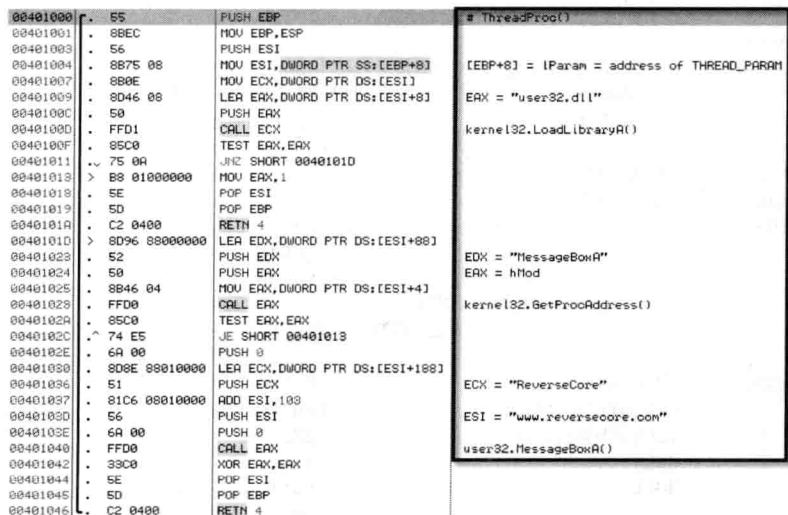 00401000 . 55 PUSH EBP # ThreadProc()
00401001 . 8BEC MOV EBP,ESP
00401003 . 56 PUSH ESI
00401004 . 8B75 08 MOV ESI,DWORD PTR SS:[EBP+8] [EBP+8] = lParam = address of THREAD_PARAM
00401007 . 8B0E MOV ECX,DWORD PTR DS:[ESI]
00401009 . 8D46 08 LEA EAX,DWORD PTR DS:[ESI+8] EAX = "user32.dll"
0040100C . 50 PUSH EAX
0040100D . FFD1 CALL ECX kernel32.LoadLibraryA()
0040100F . 85C0 TEST EAX,EAX
00401011 .⌄ 75 0A JNZ SHORT 0040101D
00401013 > B8 01000000 MOV EAX,1
00401018 . 5E POP ESI
00401019 . 5D POP EBP
0040101A . C2 0400 RETN 4
0040101D > 8D96 88000000 LEA EDX,DWORD PTR DS:[ESI+88]
00401023 . 52 PUSH EDX EDX = "MessageBoxA"
00401024 . 50 PUSH EAX EAX = hMod
00401025 . 8B46 04 MOV EAX,DWORD PTR DS:[ESI+4]
00401028 . FFD0 CALL EAX kernel32.GetProcAddress()
0040102A . 85C0 TEST EAX,EAX
0040102C .^ 74 E5 JE SHORT 00401013
0040102E . 6A 00 PUSH 0
00401030 . 8D8E 88010000 LEA ECX,DWORD PTR DS:[ESI+188]
00401036 . 51 PUSH ECX ECX = "ReverseCore"
00401037 . 81C6 08010000 ADD ESI,108
0040103D . 56 PUSH ESI ESI = "www.reversecore.com"
0040103E . 6A 00 PUSH 0
00401040 . FFD0 CALL EAX user32.MessageBoxA()
00401042 . 33C0 XOR EAX,EAX
00401044 . 5E POP ESI
00401045 . 5D POP EBP
00401046 . C2 0400 RETN 4